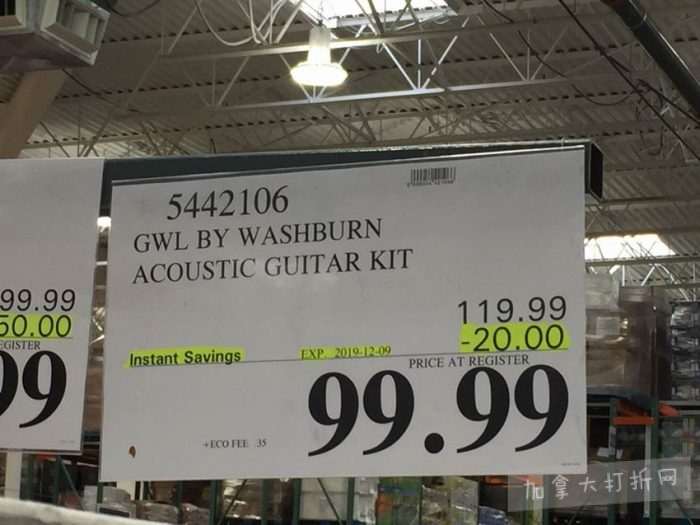 5442106
GWL BY WASHBURN
ACOUSTIC GUITAR KIT
99.99
50.00
EGISTER
99
119.99
-20.00
Instant Savings
EXP. 2019-12-09
PRICE AT REGISTER
99.99
+ECO FEE .35
加拿大打折网